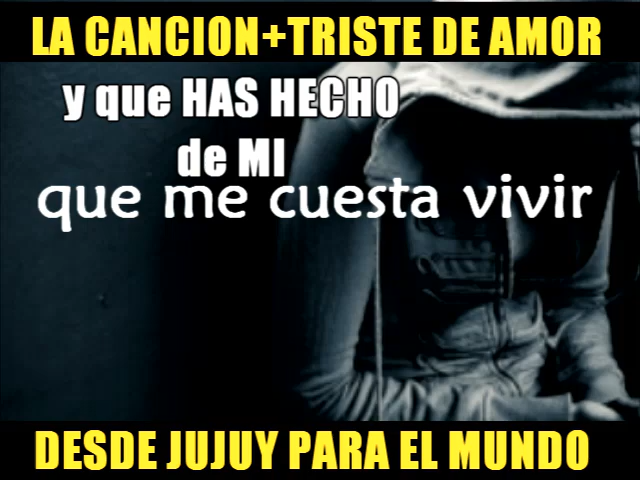 LA CANCION+TRISTE DE AMOR
y que HAS HECHO
de MI
que me cuesta vivir
DESDE JUJUY PARA EL MUNDO